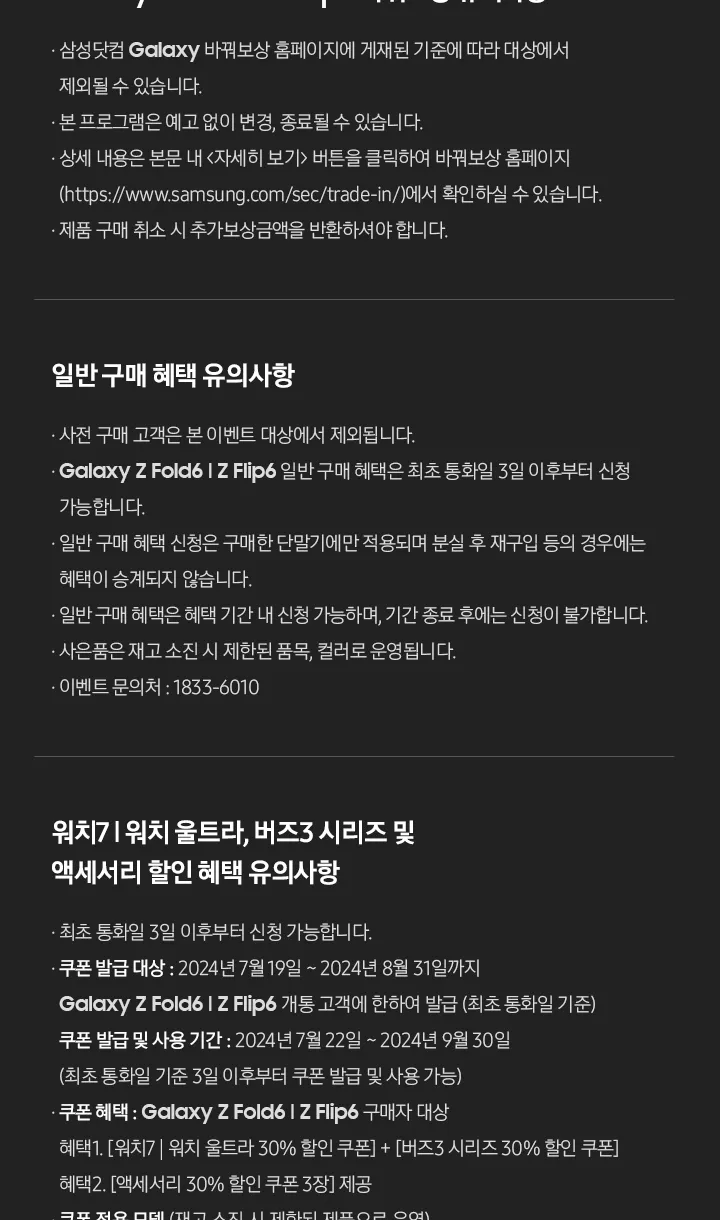 · 삼성닷컴 Galaxy 바꿔보상 홈페이지에 게재된 기준에 따라 대상에서
제외될 수 있습니다.
· 본 프로그램은 예고 없이 변경, 종료될 수 있습니다.
· 상세 내용은 본문 내 <자세히 보기> 버튼을 클릭하여 바꿔보상 홈페이지
(https://www.samsung.com/sec/trade-in/)에서 확인하실 수 있습니다.
· 제품 구매 취소 시 추가보상금액을 반환하셔야 합니다.
일반 구매 혜택 유의사항
· 사전 구매 고객은 본 이벤트 대상에서 제외됩니다.
· Galaxy Z Fold6 | Z Flip6 일반 구매 혜택은 최초 통화일 3일 이후부터 신청
가능합니다.
· 일반 구매 혜택 신청은 구매한 단말기에만 적용되며 분실 후 재구입 등의 경우에는
혜택이 승계되지 않습니다.
· 일반 구매 혜택은 혜택 기간 내 신청 가능하며, 기간 종료 후에는 신청이 불가합니다.
· 사은품은 재고 소진 시 제한된 품목, 컬러로 운영됩니다.
· 이벤트 문의처 : 1833-6010
워치7 | 워치 울트라, 버즈3 시리즈 및
액세서리 할인 혜택 유의사항
· 최초 통화일 3일 이후부터 신청 가능합니다.
· 쿠폰 발급 대상 : 2024년 7월 19일 ~ 2024년 8월 31일까지
Galaxy Z Fold6 | Z Flip6 개통 고객에 한하여 발급 (최초 통화일 기준)
쿠폰 발급 및 사용 기간 : 2024년 7월 22일 ~ 2024년 9월 30일
(최초 통화일 기준 3일 이후부터 쿠폰 발급 및 사용 가능)
· 쿠폰 혜택 : Galaxy Z Fold6 | Z Flip6 구매자 대상
혜택1. [워치7 | 워치 울트라 30% 할인 쿠폰] + [버즈3 시리즈 30% 할인 쿠폰]
혜택2. [액세서리 30% 할인 쿠폰 3장] 제공
· 쿠폰 적용 모델 (재고 소진 시 제한된 제품으로 운영)